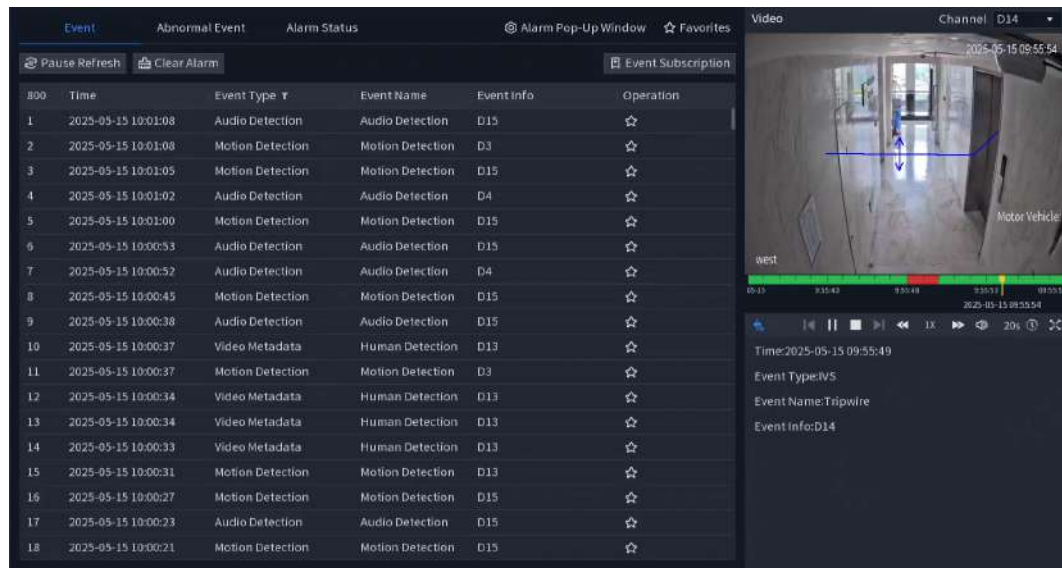 Event Abnormal Event Alarm Status Alarm Pop-Up Window Favorites
Pause Refresh Clear Alarm Event Subscription
800 Time Event Type Event Name Event Info Operation
1 2025-05-15 10:01:08 Audio Detection Audio Detection D15
2 2025-05-15 10:01:08 Motion Detection Motion Detection D3
3 2025-05-15 10:01:05 Motion Detection Motion Detection D15
4 2025-05-15 10:01:02 Audio Detection Audio Detection D4
5 2025-05-15 10:01:00 Motion Detection Motion Detection D15
6 2025-05-15 10:00:53 Audio Detection Audio Detection D15
7 2025-05-15 10:00:52 Audio Detection Audio Detection D4
8 2025-05-15 10:00:45 Motion Detection Motion Detection D15
9 2025-05-15 10:00:38 Audio Detection Audio Detection D15
10 2025-05-15 10:00:37 Video Metadata Human Detection D13
11 2025-05-15 10:00:37 Motion Detection Motion Detection D3
12 2025-05-15 10:00:34 Video Metadata Human Detection D13
13 2025-05-15 10:00:34 Video Metadata Human Detection D13
14 2025-05-15 10:00:33 Video Metadata Human Detection D13
15 2025-05-15 10:00:31 Motion Detection Motion Detection D13
16 2025-05-15 10:00:27 Motion Detection Motion Detection D15
17 2025-05-15 10:00:23 Audio Detection Audio Detection D15
18 2025-05-15 10:00:21 Motion Detection Motion Detection D15
Video Channel D14
2025-05-15 09:55:54
Motor Vehicle:
west
05-15 9:55:43 9:55:48 9:55:53
2025-05-15 09:55:54
1X 20s
Time:2025-05-15 09:55:49
Event Type:IVS
Event Name:Tripwire
Event Info:D14